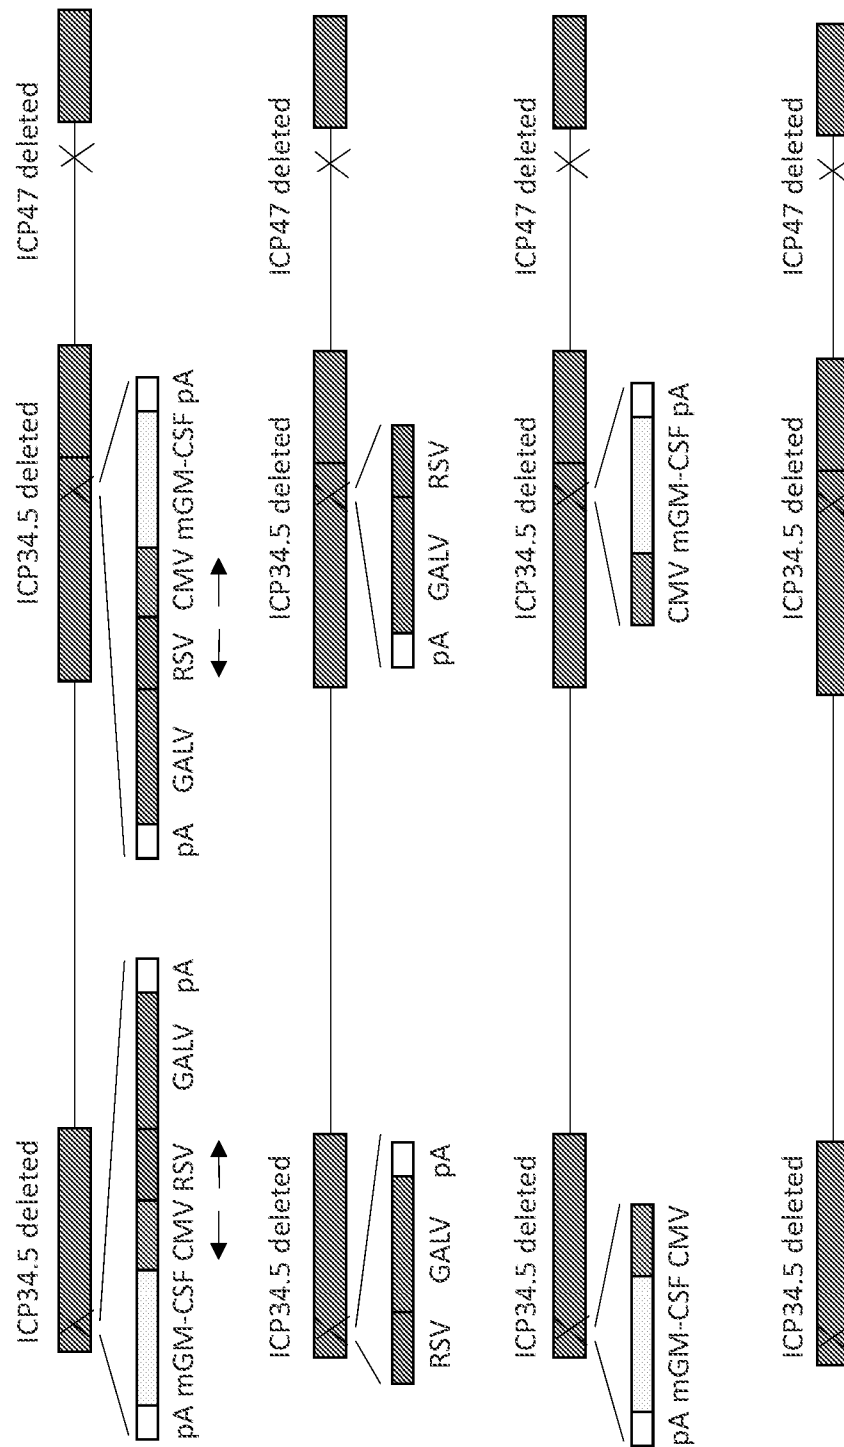 ICP34.5 deleted
ICP34.5 deleted
ICP47 deleted
pA mGM-CSF CMV RSV GALV pA
pA GALV RSV CMV mGM-CSF pA
ICP34.5 deleted
ICP34.5 deleted
ICP47 deleted
RSV GALV pA
pA GALV RSV
ICP34.5 deleted
ICP34.5 deleted
ICP47 deleted
pA mGM-CSF CMV
CMV mGM-CSF pA
ICP34.5 deleted
ICP34.5 deleted
ICP47 deleted